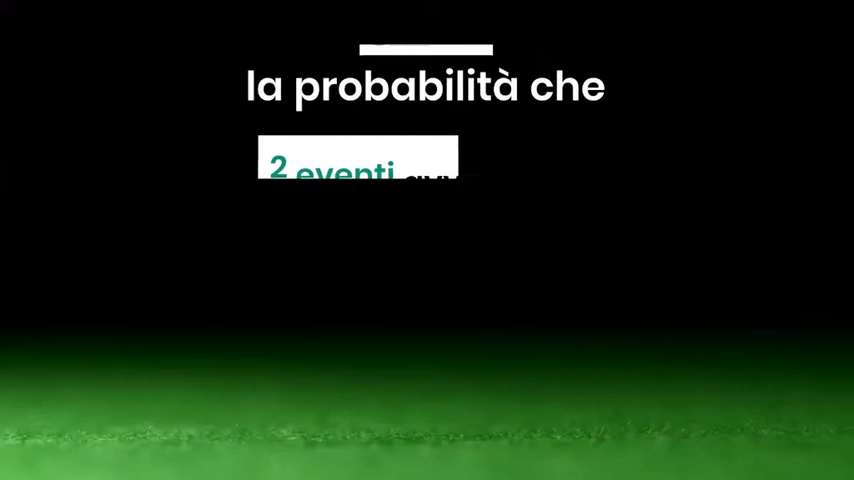 la probabilità che
2 eventi